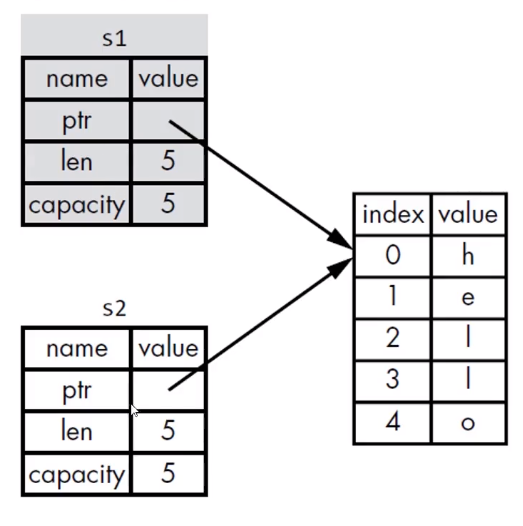 s1
name value
ptr
len 5
capacity 5
index value
0 h
1 e
2 l
3 l
4 o
s2
name value
ptr
len 5
capacity 5